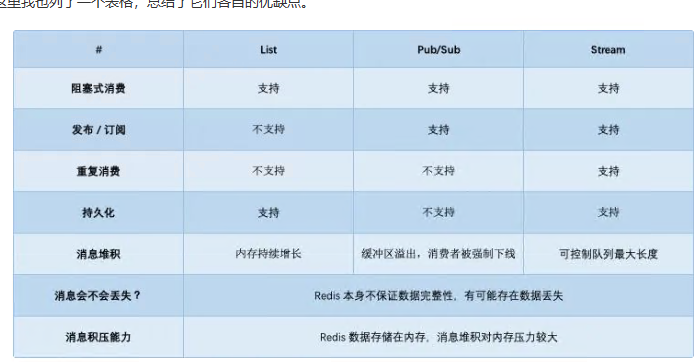 这里我也列了一个表格，总结了它们各自的优缺点。
# List Pub/Sub Stream
阻塞式消费 支持 支持 支持
发布 / 订阅 不支持 支持 支持
重复消费 不支持 不支持 支持
持久化 支持 不支持 支持
消息堆积 内存持续增长 缓冲区溢出，消费者被强制下线 可控制队列最大长度
消息会不会丢失？ Redis 本身不保证数据完整性，有可能存在数据丢失
消息积压能力 Redis 数据存储在内存，消息堆积对内存压力较大